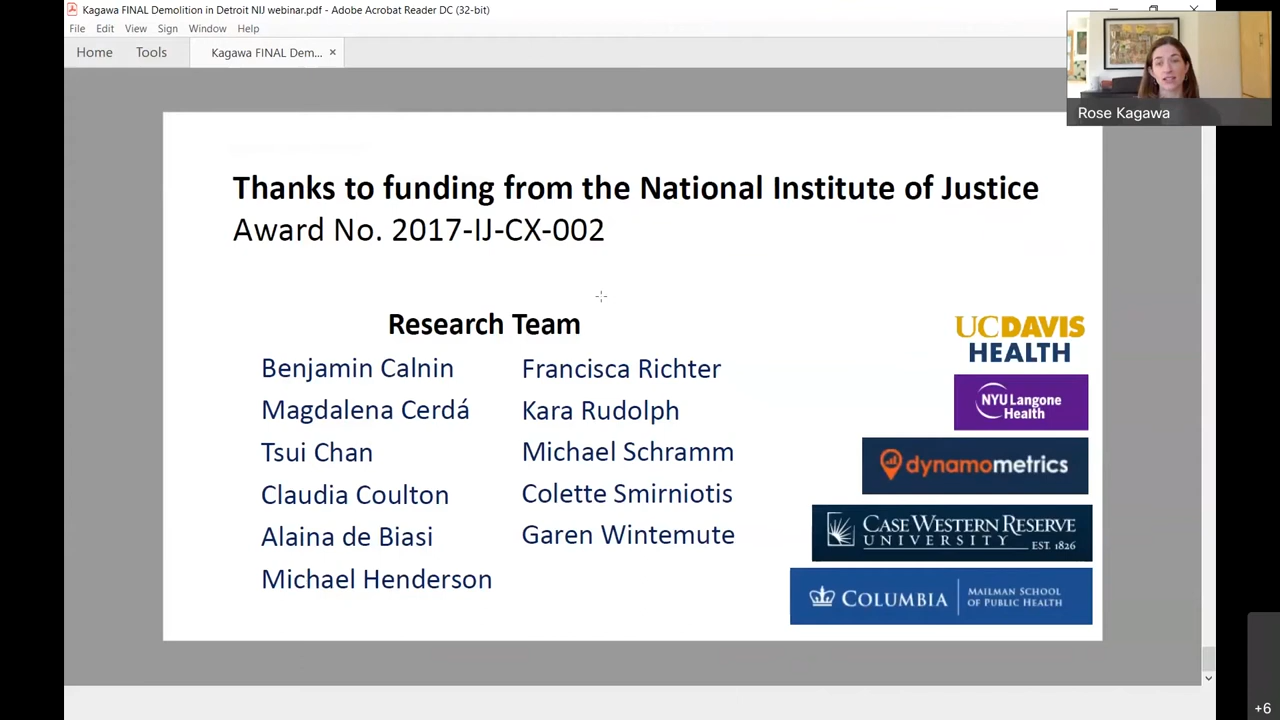 Kagawa FINAL Demolition in Detroit NIJ webinar.pdf - Adobe Acrobat Reader DC (32-bit)
File Edit View Sign Window Help
Home Tools Kagawa FINAL Dem... ×
Rose Kagawa
Thanks to funding from the National Institute of Justice
Award No. 2017-IJ-CX-002
Research Team
Benjamin Calnin
Magdalena Cerdá
Tsui Chan
Claudia Coulton
Alaina de Biasi
Michael Henderson
Francisca Richter
Kara Rudolph
Michael Schramm
Colette Smirniotis
Garen Wintemute
UCDAVIS
HEALTH
NYU Langone
Health
dynamometrics
CASE WESTERN RESERVE
UNIVERSITY EST. 1826
COLUMBIA
MAILMAN SCHOOL
OF PUBLIC HEALTH
+6